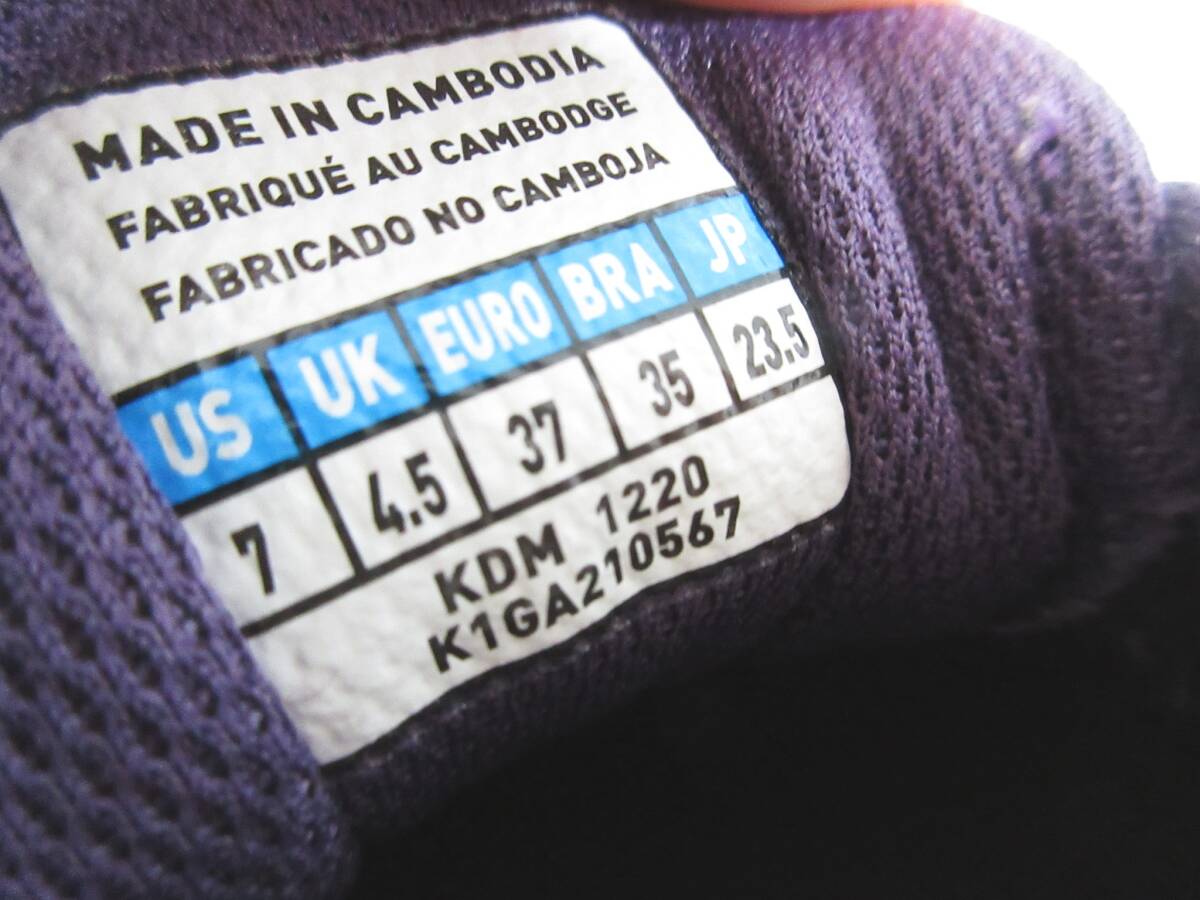 MADE IN CAMBODIA
FABRIQUÉ AU CAMBODGE
FABRICADO NO CAMBOJA
US UK EURO BRA JP
7 4.5 37 35 23.5
KDM 1220
K1GA210567